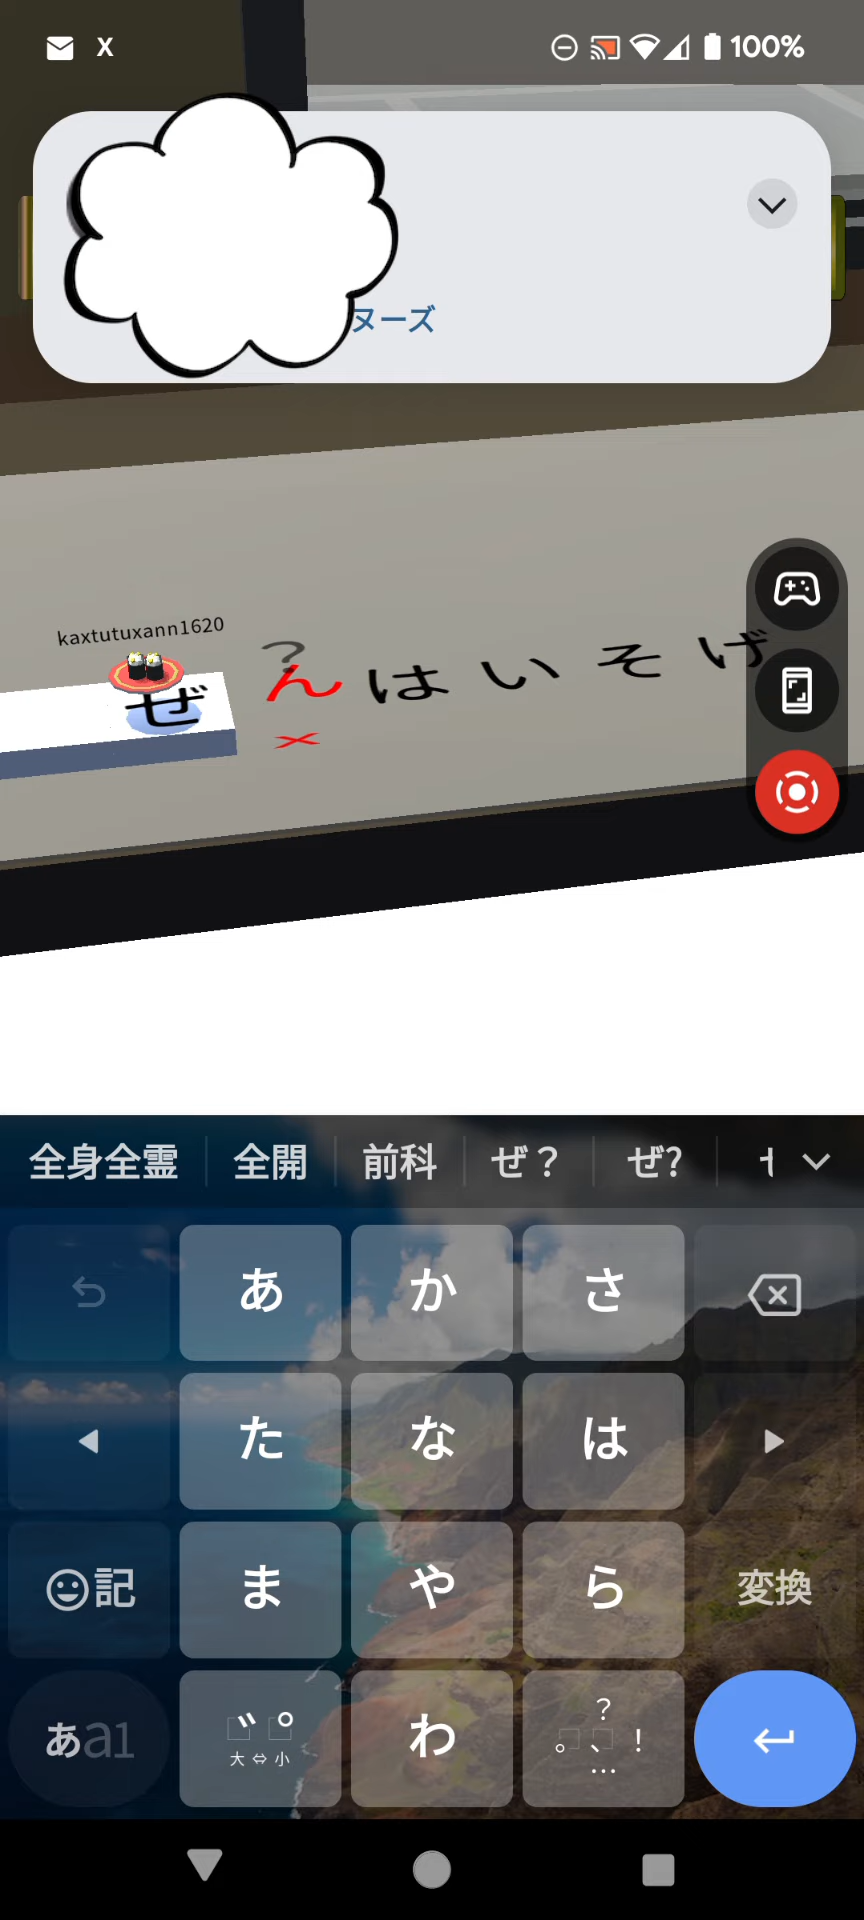 X 100%
ヌーズ
kaxtutuxann1620
?
ぜんはいそげ
×
全身全霊 全開 前科 ぜ？ ぜ?
あ か さ
た な は
ま や ら 変換
記
あa1 大⇔小 わ 。?、!…